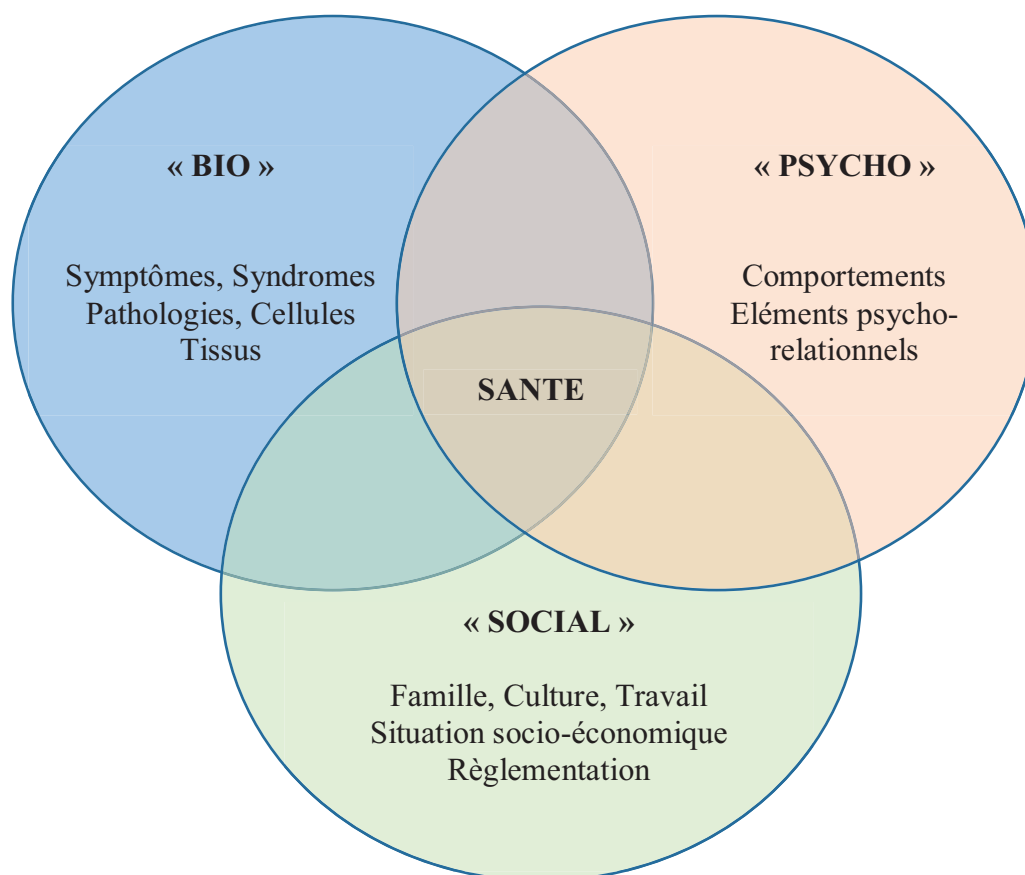 « BIO »
Symptômes, Syndromes
Pathologies, Cellules
Tissus
« PSYCHO »
Comportements
Eléments psycho-
relationnels
SANTE
« SOCIAL »
Famille, Culture, Travail
Situation socio-économique
Règlementation